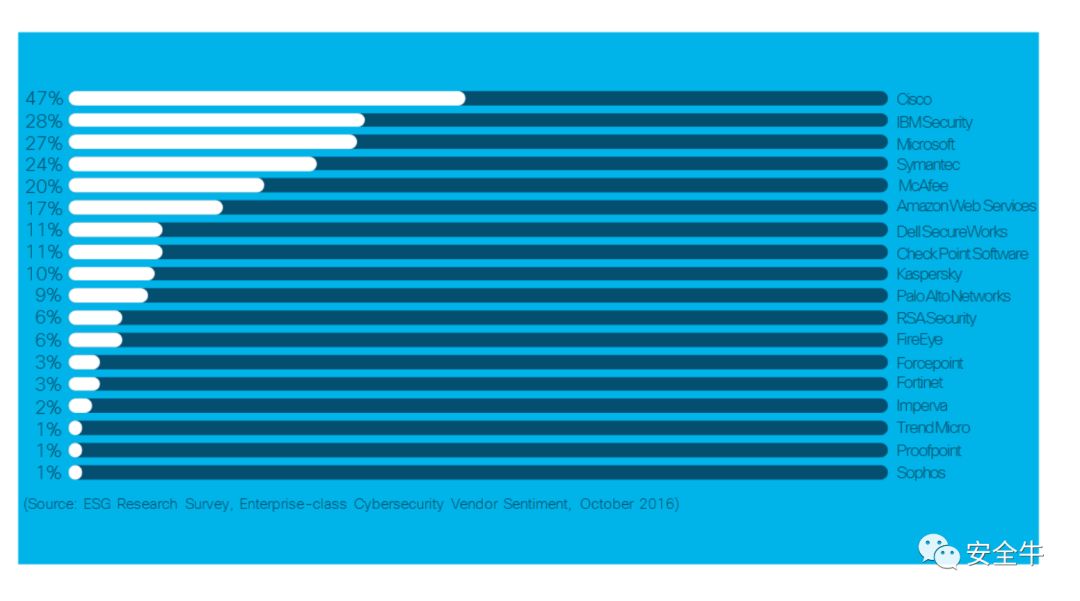 47% Cisco
28% IBM Security
27% Microsoft
24% Symantec
20% McAfee
17% Amazon Web Services
11% Dell SecureWorks
11% Check Point Software
10% Kaspersky
9% Palo Alto Networks
6% RSA Security
6% FireEye
3% Forcepoint
3% Fortinet
2% Imperva
1% Trend Micro
1% Proofpoint
1% Sophos
(Source: ESG Research Survey, Enterprise-class Cybersecurity Vendor Sentiment, October 2016)
安全牛